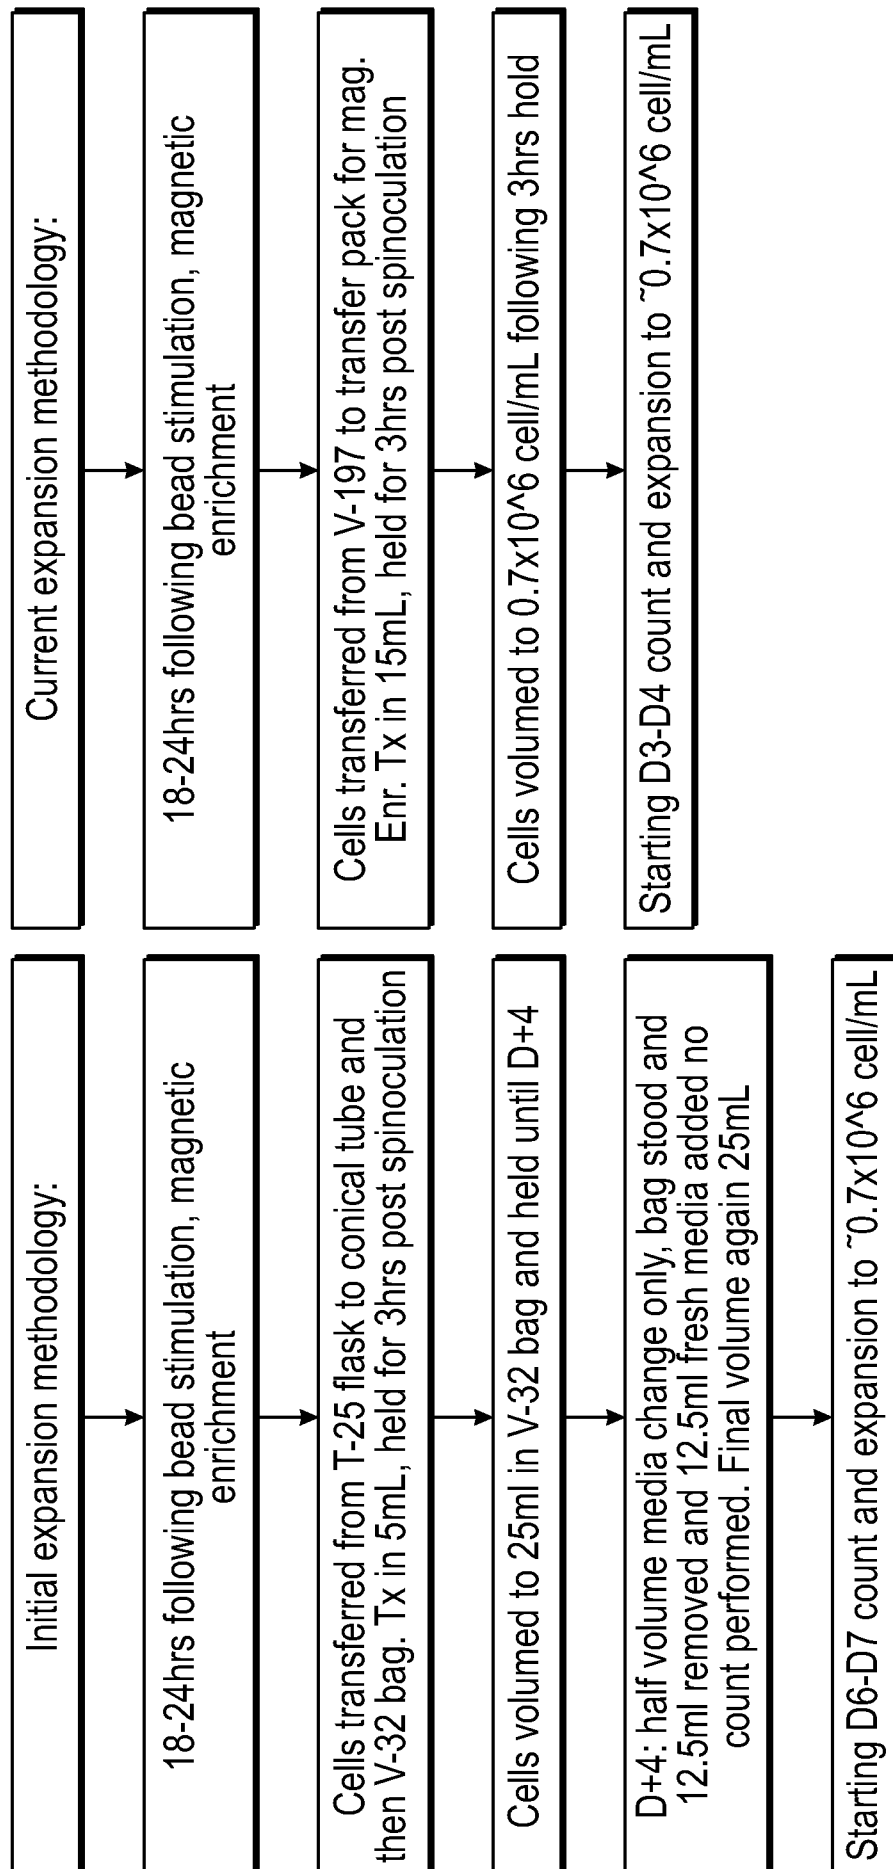 Initial expansion methodology:
18-24hrs following bead stimulation, magnetic
enrichment
Cells transferred from T-25 flask to conical tube and
then V-32 bag. Tx in 5mL, held for 3hrs post spinoculation
Cells volumed to 25ml in V-32 bag and held until D+4
D+4: half volume media change only, bag stood and
12.5ml removed and 12.5ml fresh media added no
count performed. Final volume again 25mL
Starting D6-D7 count and expansion to ~0.7x10^6 cell/mL
Current expansion methodology:
18-24hrs following bead stimulation, magnetic
enrichment
Cells transferred from V-197 to transfer pack for mag.
Enr. Tx in 15mL, held for 3hrs post spinoculation
Cells volumed to 0.7x10^6 cell/mL following 3hrs hold
Starting D3-D4 count and expansion to ~0.7x10^6 cell/mL